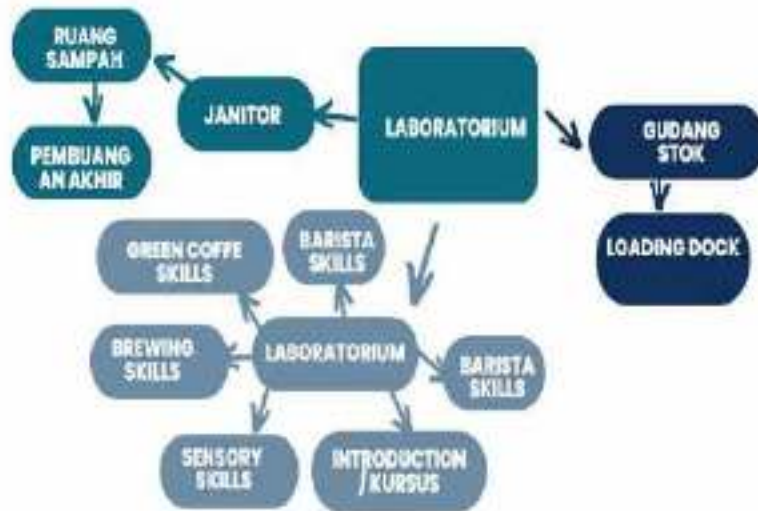 RUANG
SAMPAH
JANITOR
LABORATORIUM
GUDANG
STOK
PEMBUANG
AN AKHIR
LOADING DOCK
GREEN COFFE
SKILLS
BARISTA
SKILLS
BREWING
SKILLS
LABORATORIUM
BARISTA
SKILLS
SENSORY
SKILLS
INTRODUCTION
/KURSUS